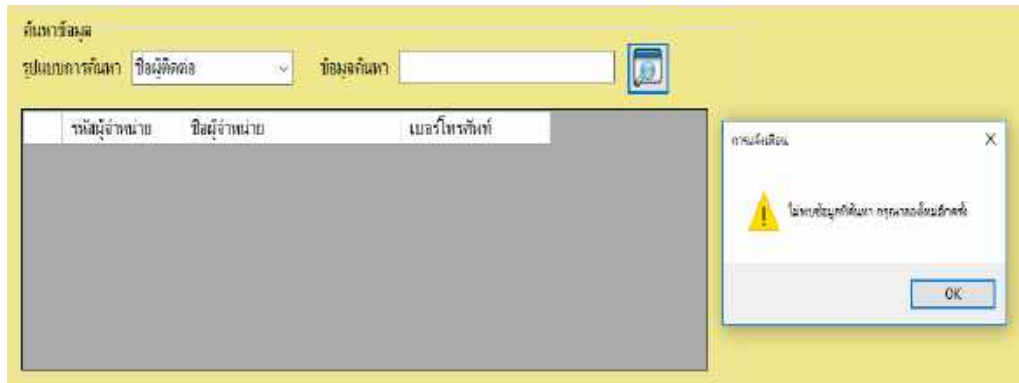 ค้นหาข้อมูล
รูปแบบการค้นหา ชื่อผู้ติดต่อ ข้อมูลค้นหา
รหัสผู้จำหน่าย ชื่อผู้จำหน่าย เบอร์โทรศัพท์
การแจ้งเตือน X
ไม่พบข้อมูลที่ค้นหา กรุณาลองใหม่อีกครั้ง
OK